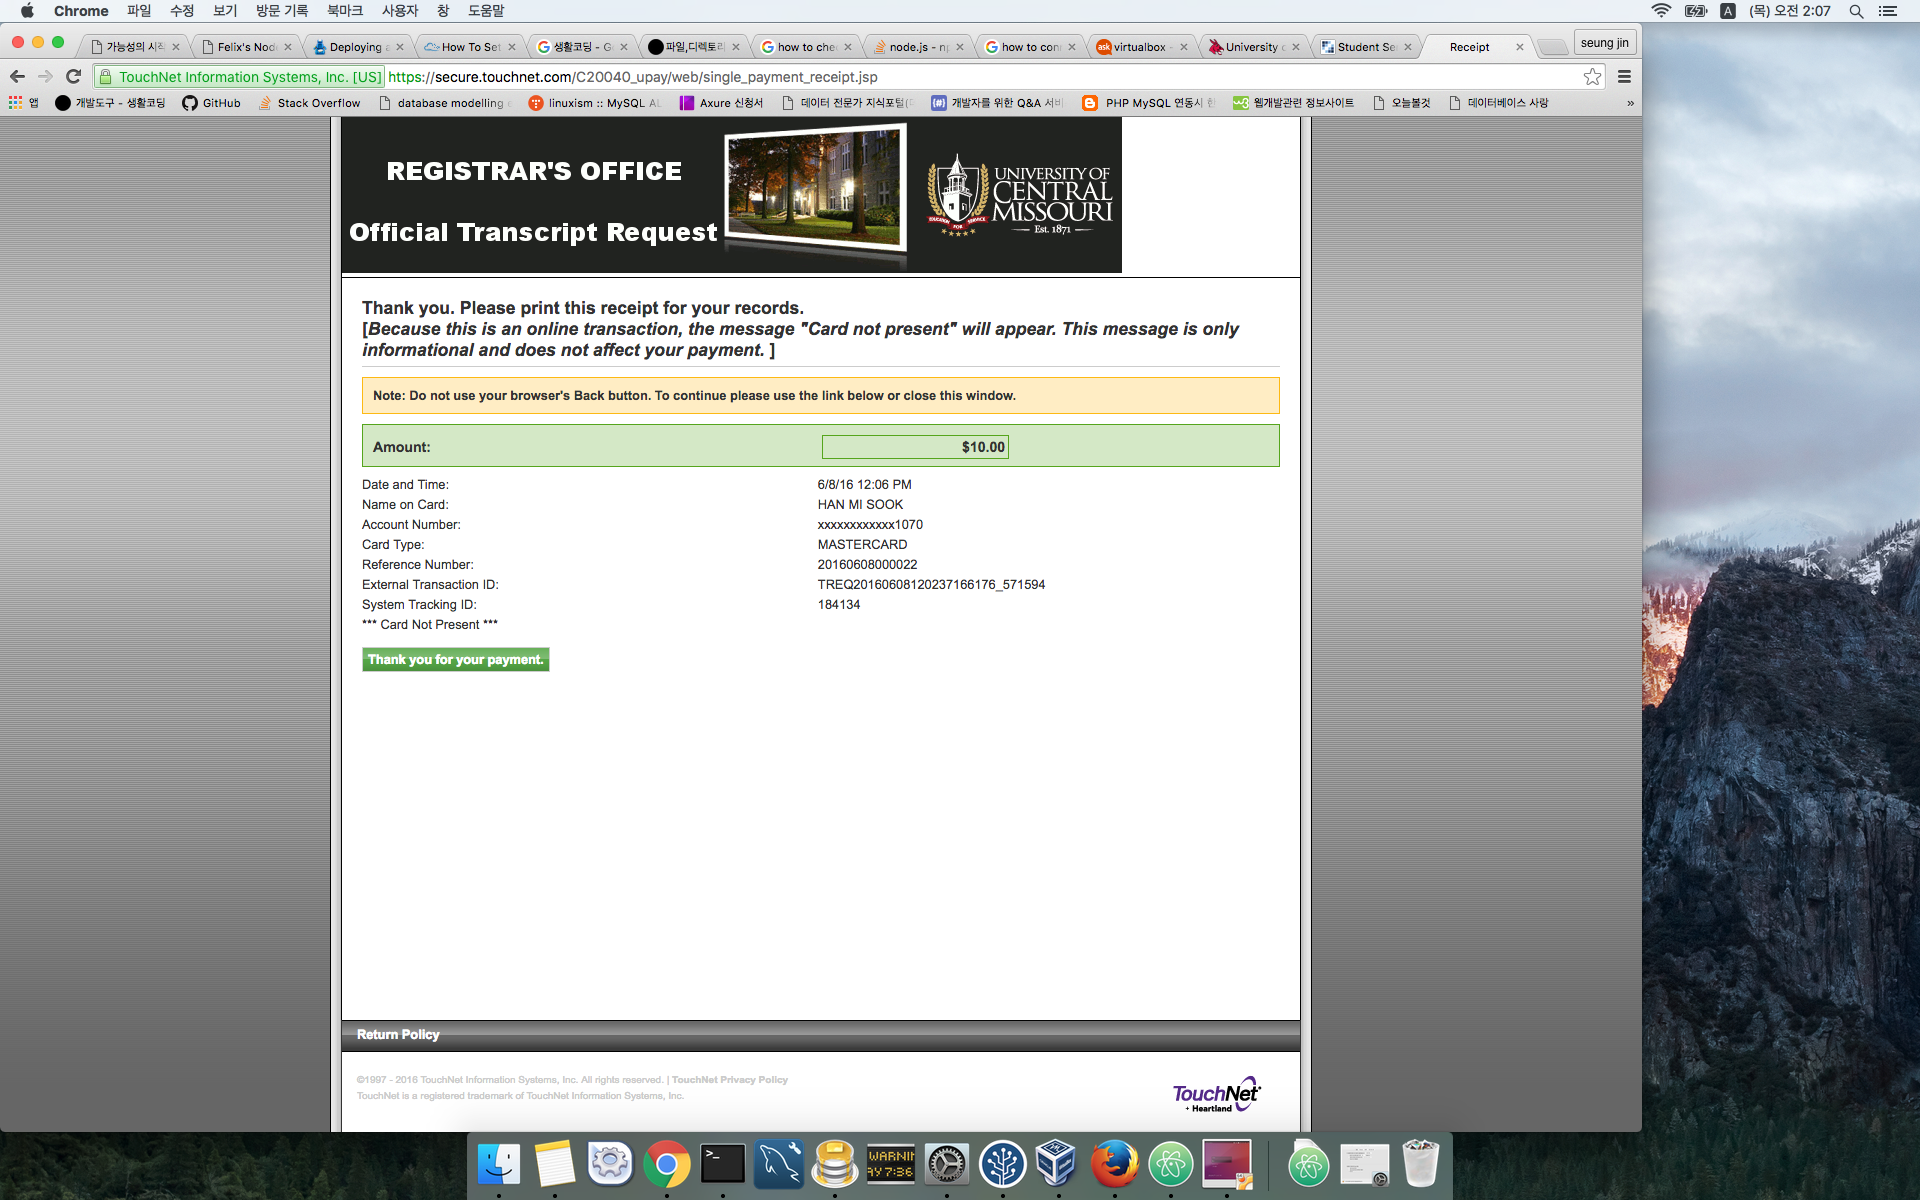 Chrome 파일 수정 보기 방문 기록 북마크 사용자 창 도움말 A (목) 오전 2:07
가능성의 시작 Felix's Nod Deploying How To Set 생활코딩 - G 파일,디렉토리 how to che node.js - n how to con virtualbox - University Student Se Receipt seung jin
TouchNet Information Systems, Inc. [US] https://secure.touchnet.com/C20040_upay/web/single_payment_receipt.jsp
앱 개발도구 - 생활코딩 GitHub Stack Overflow database modelling linuxism :: MySQL AL Axure 신청서 데이터 전문가 지식포털 개발자를 위한 Q&A 서비 PHP MySQL 연동시 웹개발관련 정보사이트 오늘볼것 데이터베이스 사랑 »
REGISTRAR'S OFFICE
Official Transcript Request
UNIVERSITY OF
CENTRAL
MISSOURI
Est. 1871
EDUCATION FOR SERVICE
Thank you. Please print this receipt for your records.
[Because this is an online transaction, the message "Card not present" will appear. This message is only
informational and does not affect your payment. ]
Note: Do not use your browser's Back button. To continue please use the link below or close this window.
Amount: $10.00
Date and Time: 6/8/16 12:06 PM
Name on Card: HAN MI SOOK
Account Number: xxxxxxxxxxxx1070
Card Type: MASTERCARD
Reference Number: 20160608000022
External Transaction ID: TREQ20160608120237166176_571594
System Tracking ID: 184134
*** Card Not Present ***
Thank you for your payment.
Return Policy
©1997 - 2016 TouchNet Information Systems, Inc. All rights reserved. | TouchNet Privacy Policy
TouchNet is a registered trademark of TouchNet Information Systems, Inc.
TouchNet
+ Heartland
WARNIN
AY 7:36